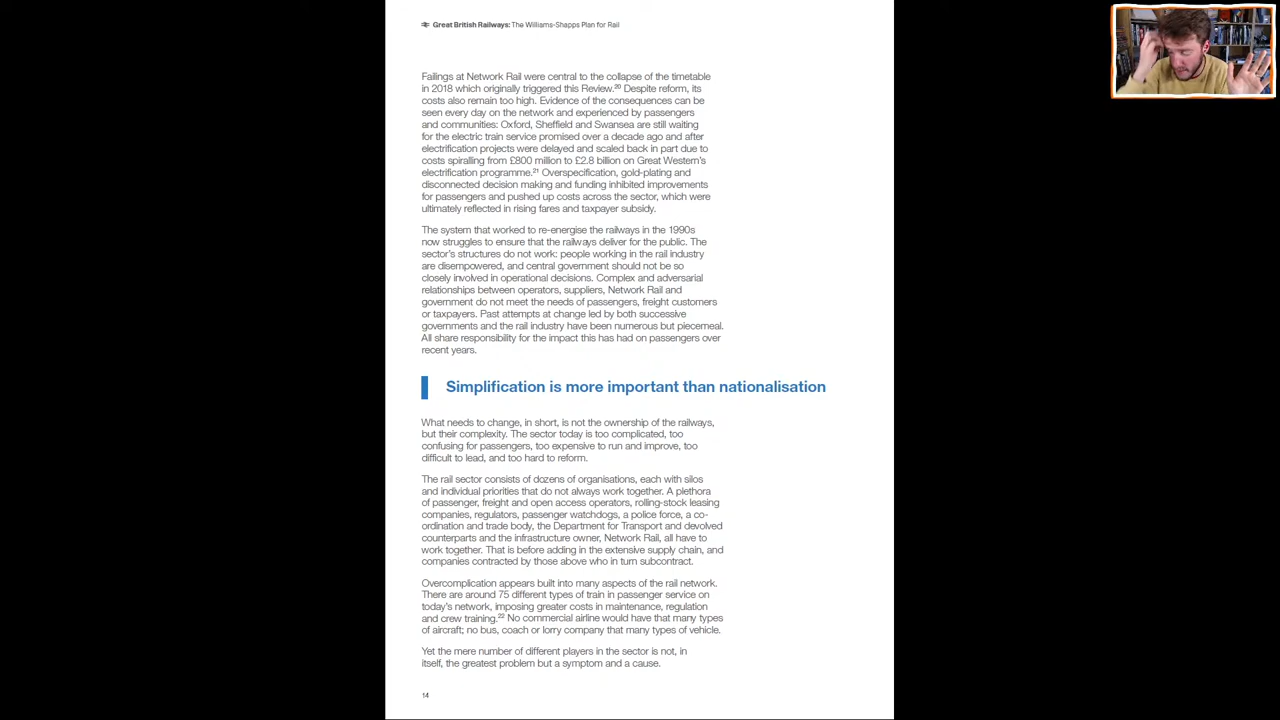 Great British Railways: The Williams-Shapps Plan for Rail
Failings at Network Rail were central to the collapse of the timetable
in 2018 which originally triggered this Review.20 Despite reform, its
costs also remain too high. Evidence of the consequences can be
seen every day on the network and experienced by passengers
and communities: Oxford, Sheffield and Swansea are still waiting
for the electric train service promised over a decade ago and after
electrification projects were delayed and scaled back in part due to
costs spiralling from £800 million to £2.8 billion on Great Western's
electrification programme.21 Overspecification, gold-plating and
disconnected decision making and funding inhibited improvements
for passengers and pushed up costs across the sector, which were
ultimately reflected in rising fares and taxpayer subsidy.
The system that worked to re-energise the railways in the 1990s
now struggles to ensure that the railways deliver for the public. The
sector's structures do not work: people working in the rail industry
are disempowered, and central government should not be so
closely involved in operational decisions. Complex and adversarial
relationships between operators, suppliers, Network Rail and
government do not meet the needs of passengers, freight customers
or taxpayers. Past attempts at change led by both successive
governments and the rail industry have been numerous but piecemeal.
All share responsibility for the impact this has had on passengers over
recent years.
Simplification is more important than nationalisation
What needs to change, in short, is not the ownership of the railways,
but their complexity. The sector today is too complicated, too
confusing for passengers, too expensive to run and improve, too
difficult to lead, and too hard to reform.
The rail sector consists of dozens of organisations, each with silos
and individual priorities that do not always work together. A plethora
of passenger, freight and open access operators, rolling-stock leasing
companies, regulators, passenger watchdogs, a police force, a co-
ordination and trade body, the Department for Transport and devolved
counterparts and the infrastructure owner, Network Rail, all have to
work together. That is before adding in the extensive supply chain, and
companies contracted by those above who in turn subcontract.
Overcomplication appears built into many aspects of the rail network.
There are around 75 different types of train in passenger service on
today's network, imposing greater costs in maintenance, regulation
and crew training.22 No commercial airline would have that many types
of aircraft; no bus, coach or lorry company that many types of vehicle.
Yet the mere number of different players in the sector is not, in
itself, the greatest problem but a symptom and a cause.
14